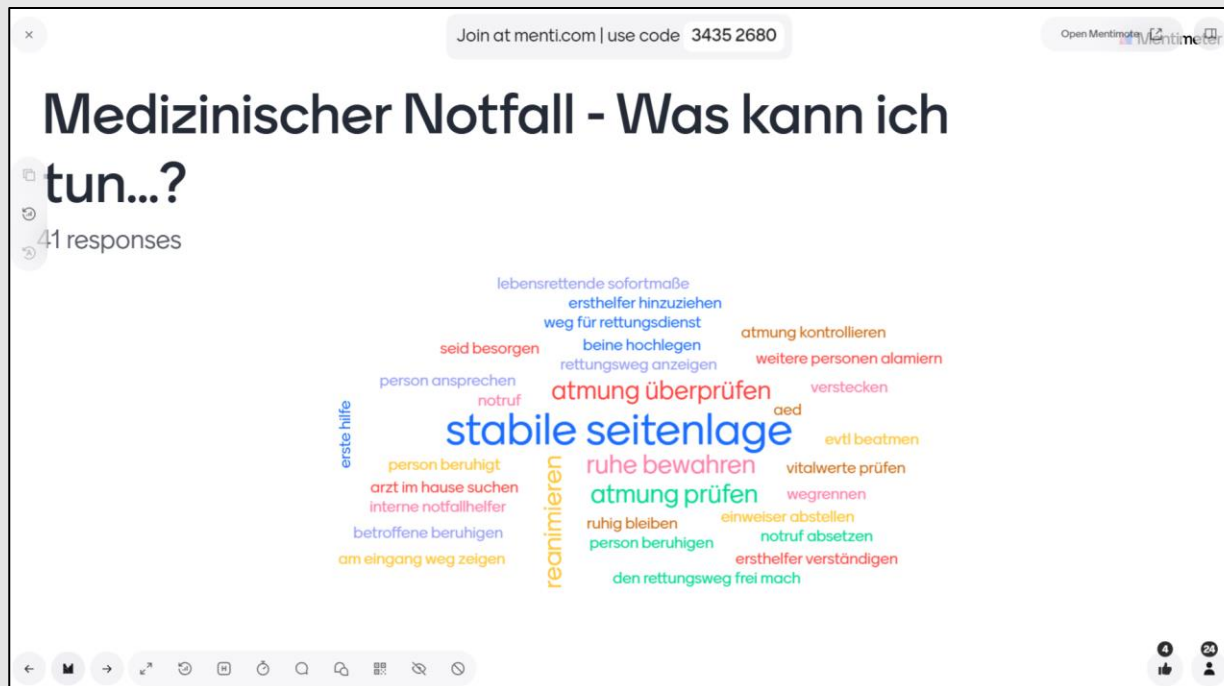 Join at menti.com | use code 3435 2680
Open Mentimote
Mentimeter
Medizinischer Notfall - Was kann ich
tun...?
41 responses
lebensrettende sofortmaße
ersthelfer hinzuziehen
weg für rettungsdienst
atmung kontrollieren
seid besorgen
beine hochlegen
weitere personen alamiern
rettungsweg anzeigen
person ansprechen
atmung überprüfen
verstecken
notruf
aed
erste hilfe
stabile seitenlage
evtl beatmen
person beruhigt
ruhe bewahren
vitalwerte prüfen
arzt im hause suchen
reanimieren
atmung prüfen
wegrennen
interne notfallhelfer
ruhig bleiben
einweiser abstellen
betroffene beruhigen
person beruhigen
notruf absetzen
am eingang weg zeigen
ersthelfer verständigen
den rettungsweg frei mach
4
24